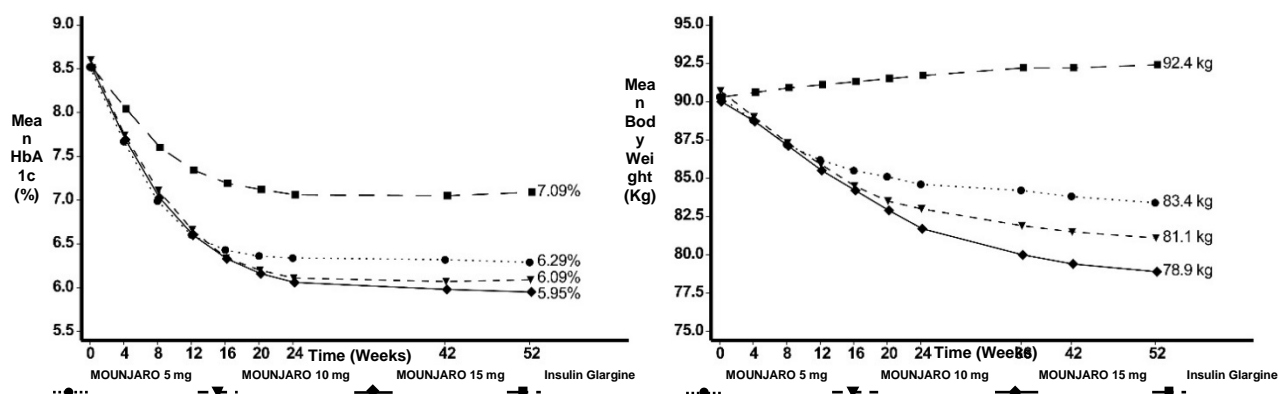 9.0
8.5
8.0
7.5
7.0
6.5
6.0
5.5
Mea
n
HbA
1c
(%)
7.09%
6.29%
6.09%
5.95%
0 4 8 12 16 20 24 Time (Weeks) 42 52
MOUNJARO 5 mg MOUNJARO 10 mg MOUNJARO 15 mg Insulin Glargine
95.0
92.5
90.0
87.5
85.0
82.5
80.0
77.5
75.0
Mea
n
Bod
y
Wei
ght
(Kg)
92.4 kg
83.4 kg
81.1 kg
78.9 kg
0 4 8 12 16 20 24 Time (Weeks) 42 52
MOUNJARO 5 mg MOUNJARO 10 mg MOUNJARO 15 mg Insulin Glargine